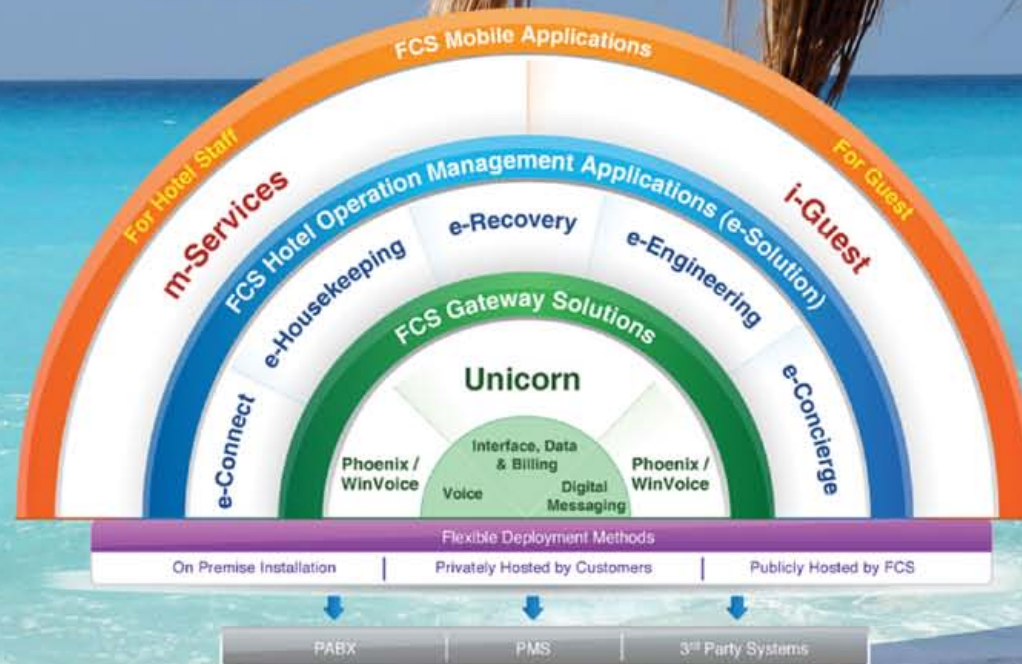 FCS Mobile Applications
For Hotel Staff
For Guest
m-Services
i-Guest
FCS Hotel Operation Management Applications (e-Solution)
e-Connect
e-Housekeeping
e-Recovery
e-Engineering
e-Concierge
FCS Gateway Solutions
Unicorn
Phoenix /
WinVoice
Interface, Data
& Billing
Voice
Digital
Messaging
Phoenix /
WinVoice
Flexible Deployment Methods
On Premise Installation
Privately Hosted by Customers
Publicly Hosted by FCS
PABX
PMS
3rd Party Systems